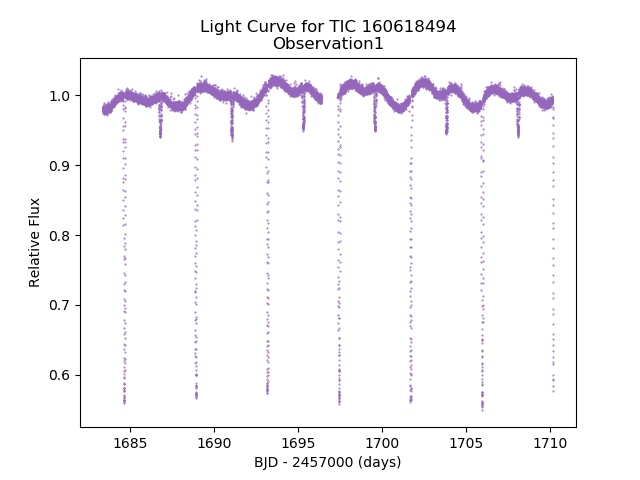 Light Curve for TIC 160618494
Observation1
1.0
0.9
0.8
0.7
0.6
Relative Flux
1685
1690
1695
1700
1705
1710
BJD - 2457000 (days)